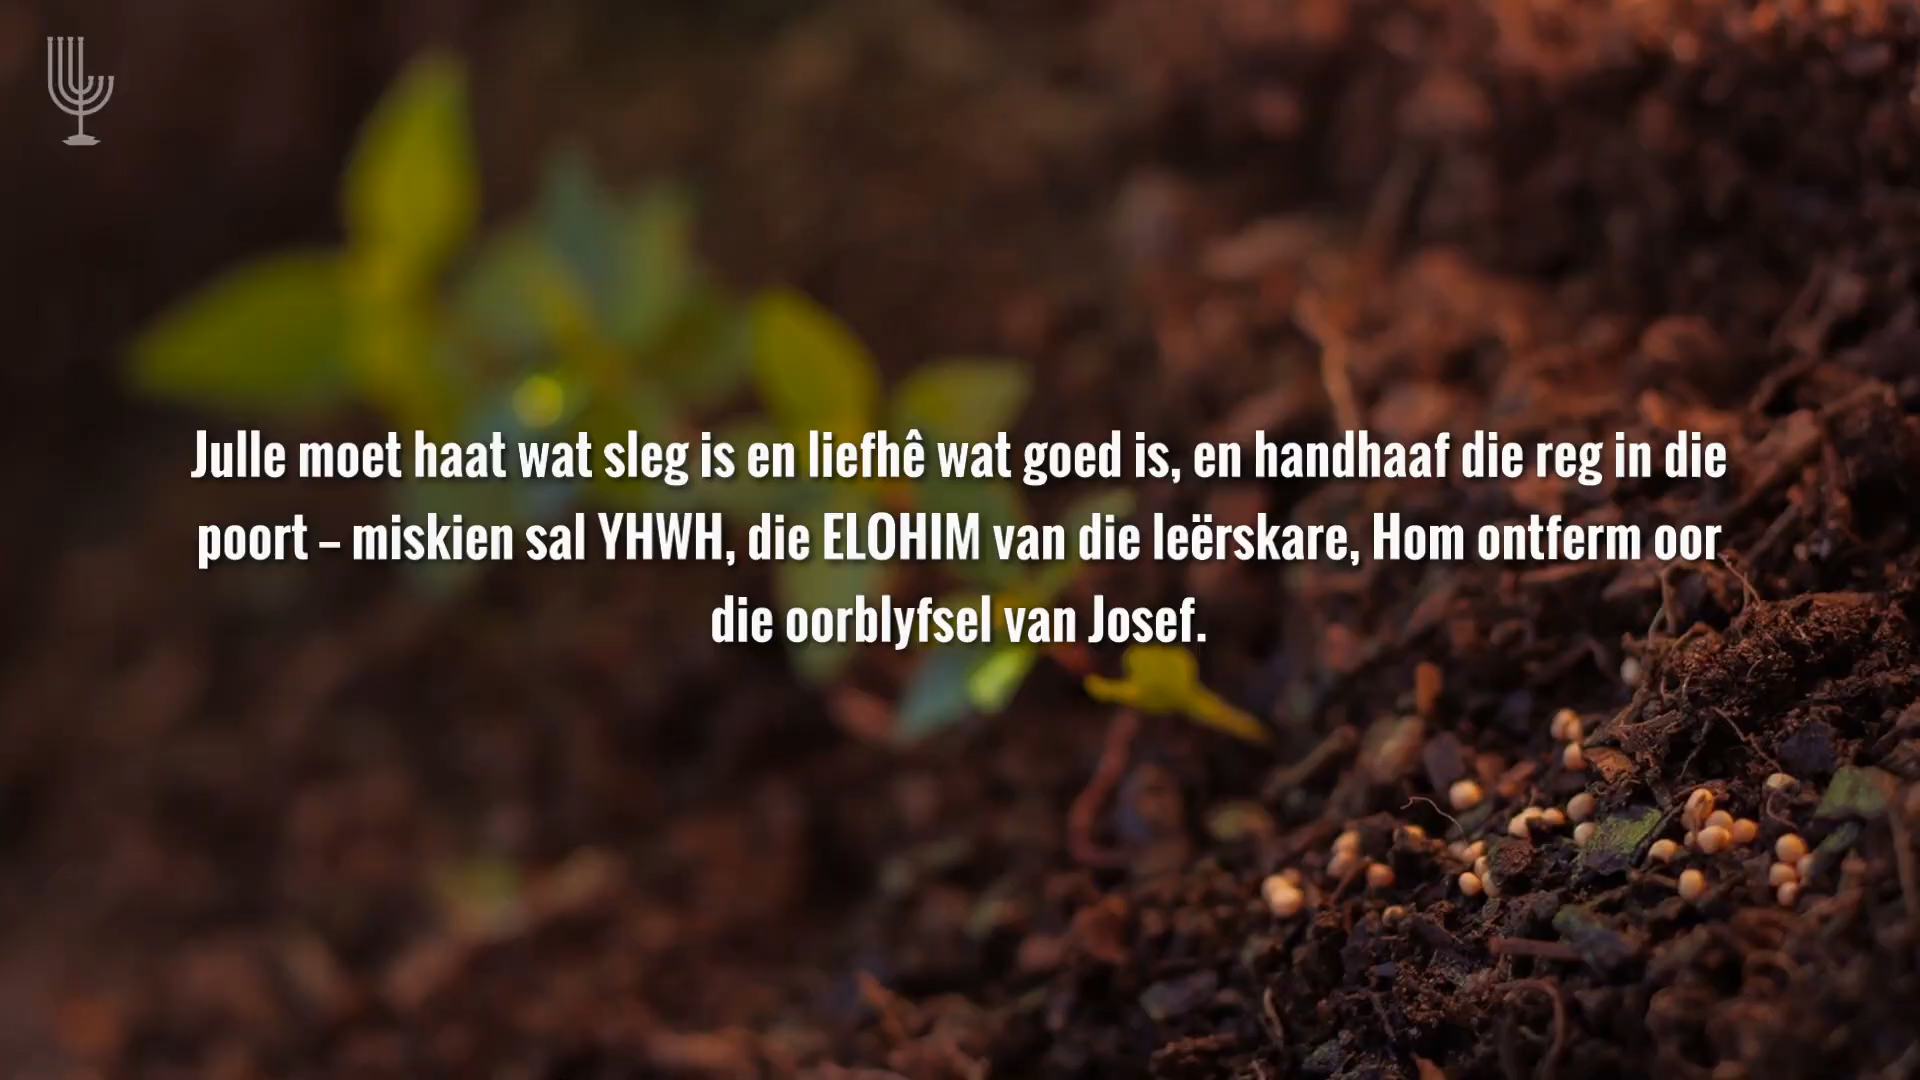 Julle moet haat wat sleg is en liefhê wat goed is, en handhaaf die reg in die
poort – miskien sal YHWH, die ELOHIM van die leërskare, Hom ontferm oor
die oorblyfsel van Josef.